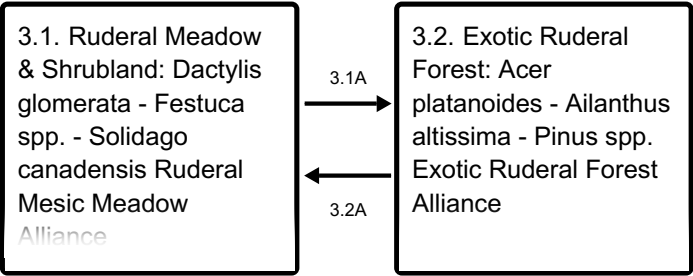 3.1. Ruderal Meadow
& Shrubland: Dactylis
glomerata - Festuca
spp. - Solidago
canadensis Ruderal
Mesic Meadow
Alliance
3.1A
3.2A
3.2. Exotic Ruderal
Forest: Acer
platanoides - Ailanthus
altissima - Pinus spp.
Exotic Ruderal Forest
Alliance